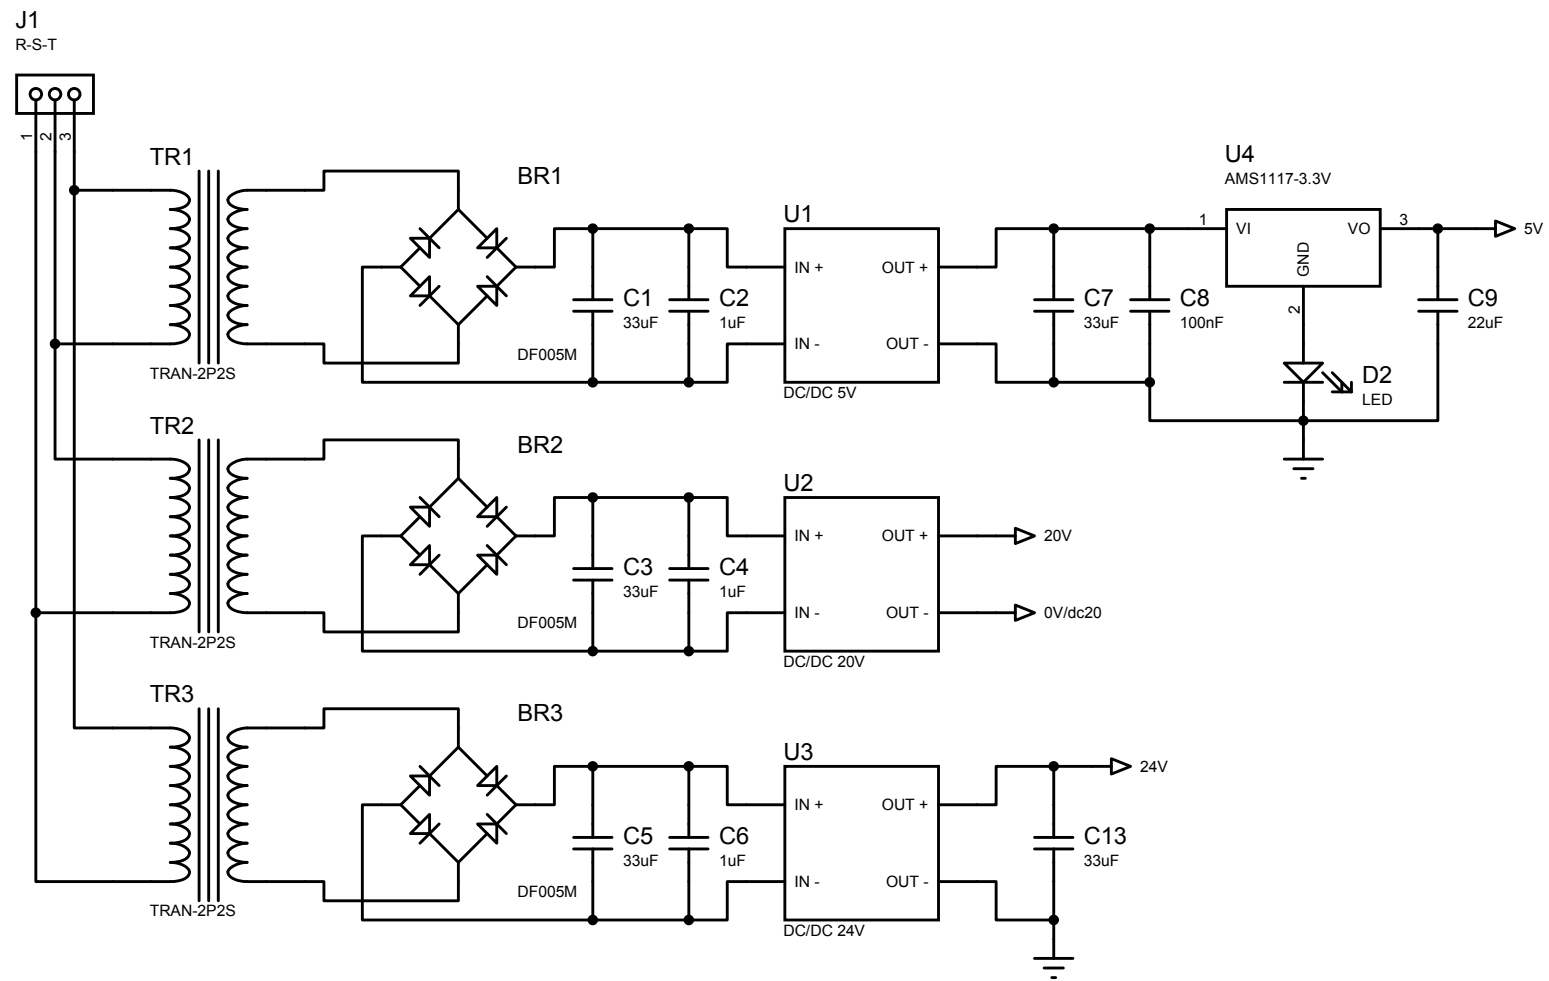 J1
R-S-T
1
2
3
TR1
TRAN-2P2S
BR1
DF005M
C1
33uF
C2
1uF
U1
IN +
OUT +
IN -
OUT -
DC/DC 5V
C7
33uF
C8
100nF
U4
AMS1117-3.3V
1
VI
VO
3
GND
2
D2
LED
C9
22uF
5V
TR2
TRAN-2P2S
BR2
DF005M
C3
33uF
C4
1uF
U2
IN +
OUT +
IN -
OUT -
DC/DC 20V
20V
0V/dc20
TR3
TRAN-2P2S
BR3
DF005M
C5
33uF
C6
1uF
U3
IN +
OUT +
IN -
OUT -
DC/DC 24V
C13
33uF
24V